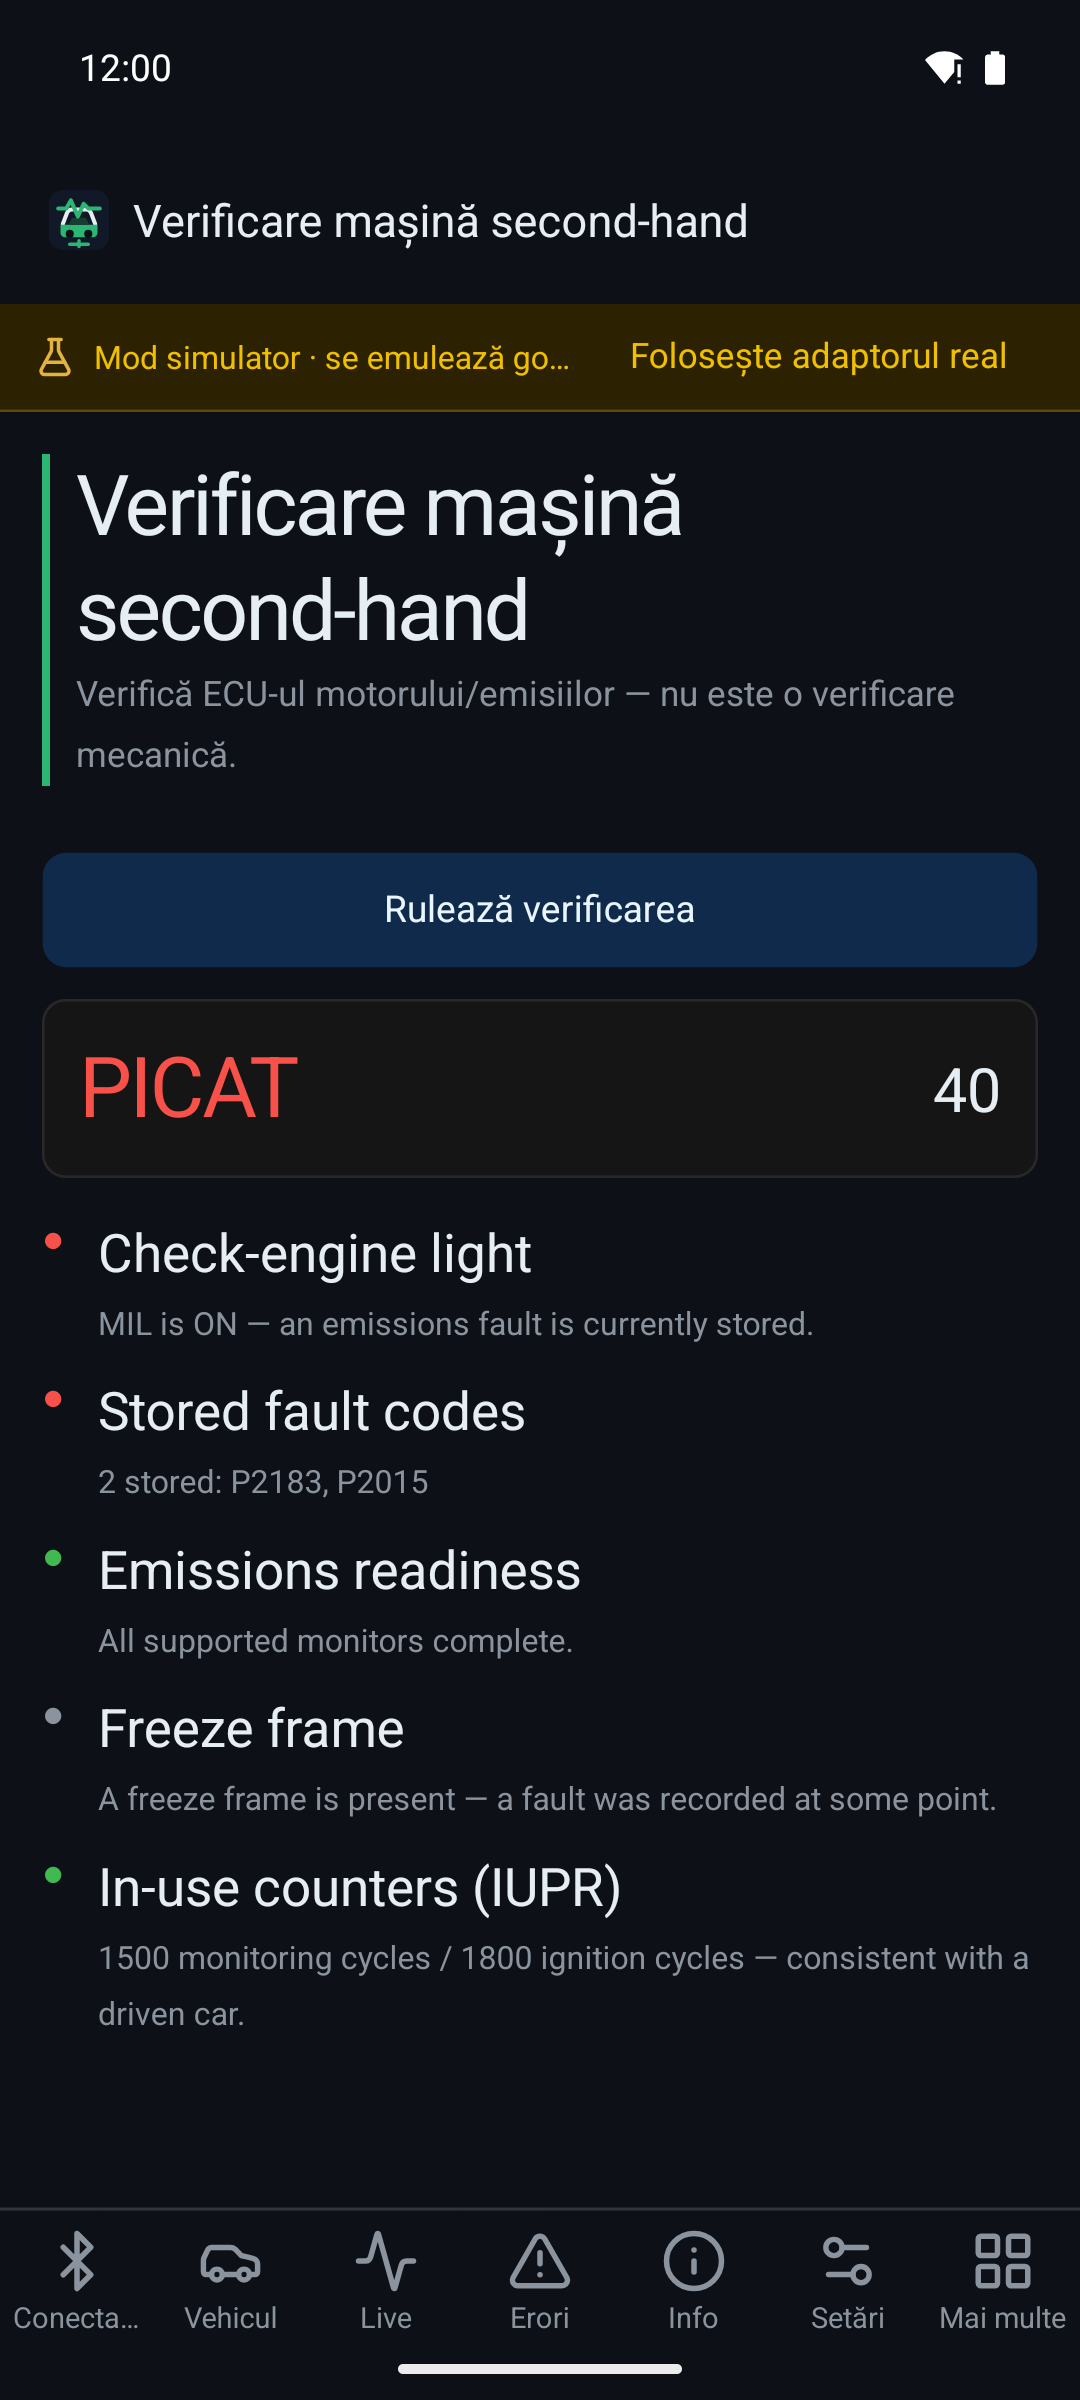 12:00
Verificare mașină second-hand
Mod simulator · se emulează go...
Folosește adaptorul real
Verificare mașină
second-hand
Verifică ECU-ul motorului/emisiilor — nu este o verificare
mecanică.
Rulează verificarea
PICAT
40
Check-engine light
MIL is ON — an emissions fault is currently stored.
Stored fault codes
2 stored: P2183, P2015
Emissions readiness
All supported monitors complete.
Freeze frame
A freeze frame is present — a fault was recorded at some point.
In-use counters (IUPR)
1500 monitoring cycles / 1800 ignition cycles — consistent with a
driven car.
Conecta...
Vehicul
Live
Erori
Info
Setări
Mai multe